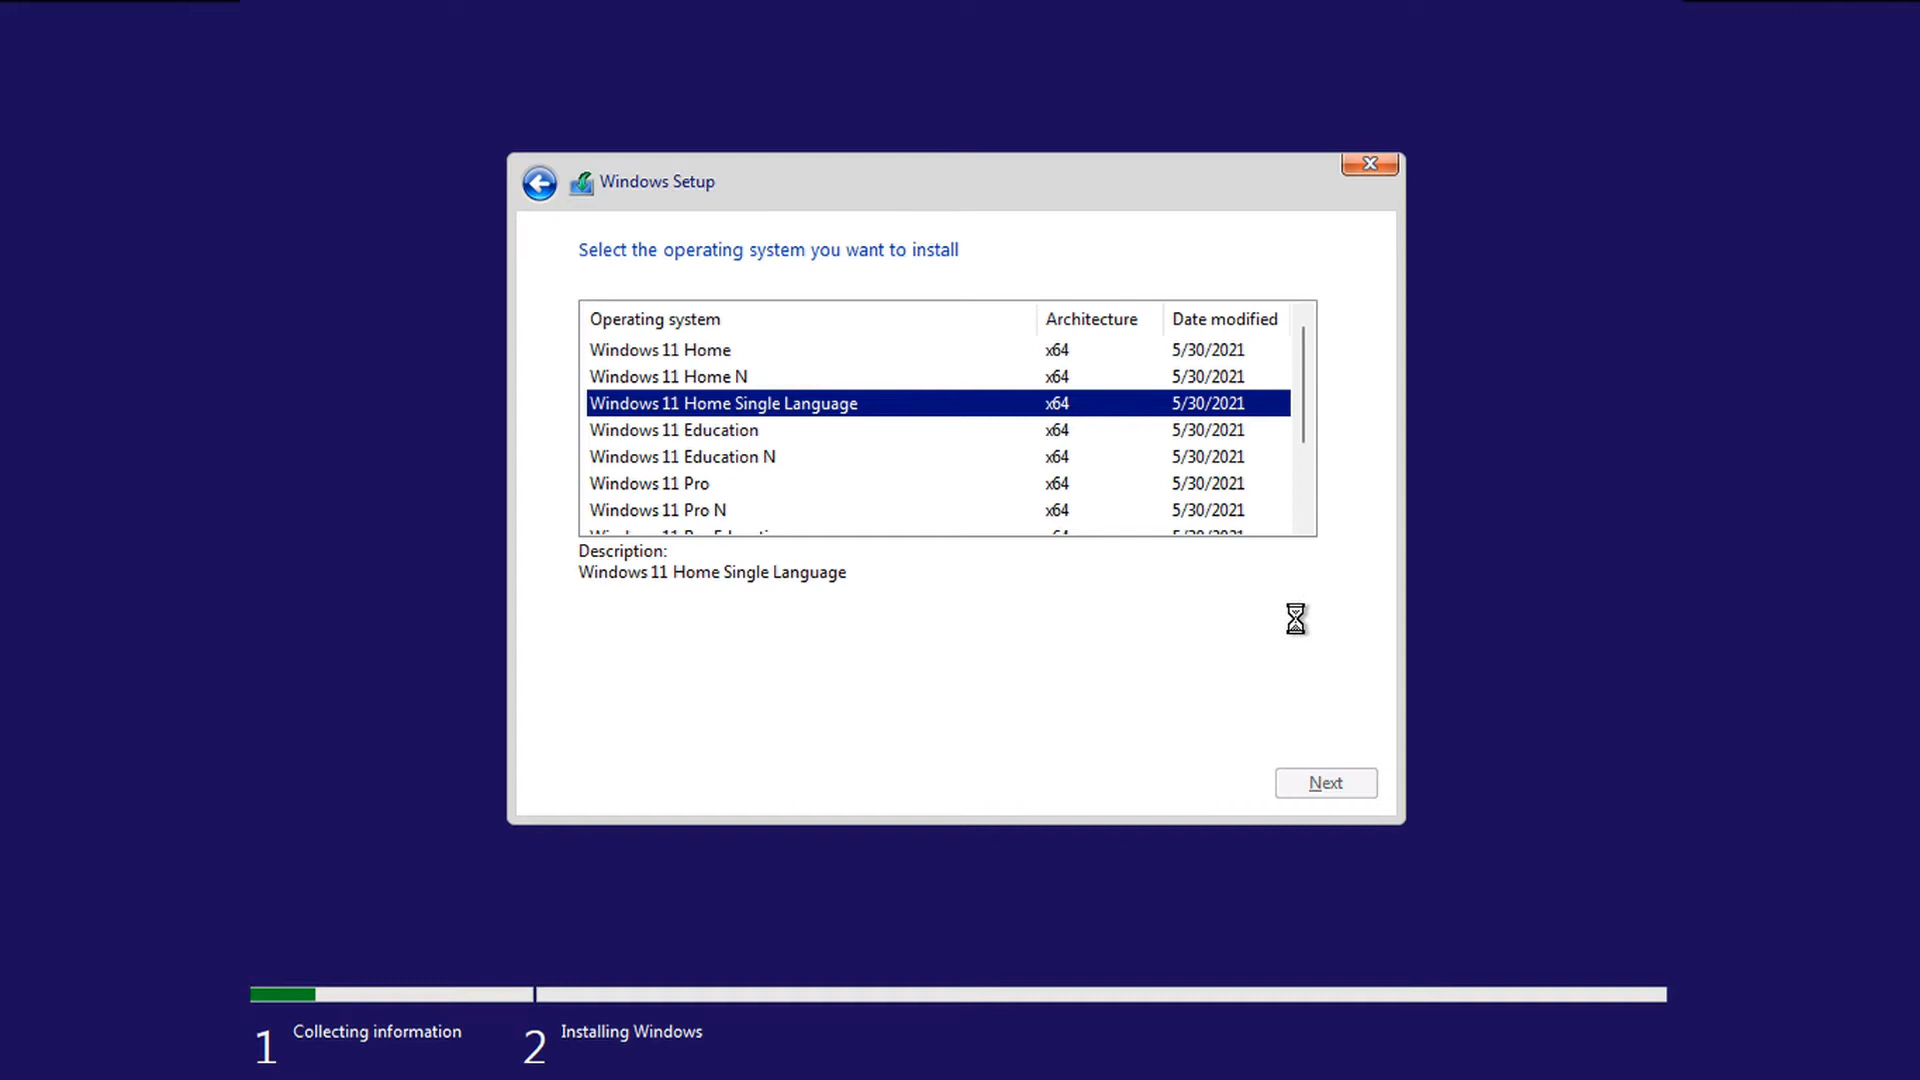 Windows Setup
Select the operating system you want to install
Operating system Architecture Date modified
Windows 11 Home x64 5/30/2021
Windows 11 Home N x64 5/30/2021
Windows 11 Home Single Language x64 5/30/2021
Windows 11 Education x64 5/30/2021
Windows 11 Education N x64 5/30/2021
Windows 11 Pro x64 5/30/2021
Windows 11 Pro N x64 5/30/2021
Description:
Windows 11 Home Single Language
Next
1 Collecting information 2 Installing Windows